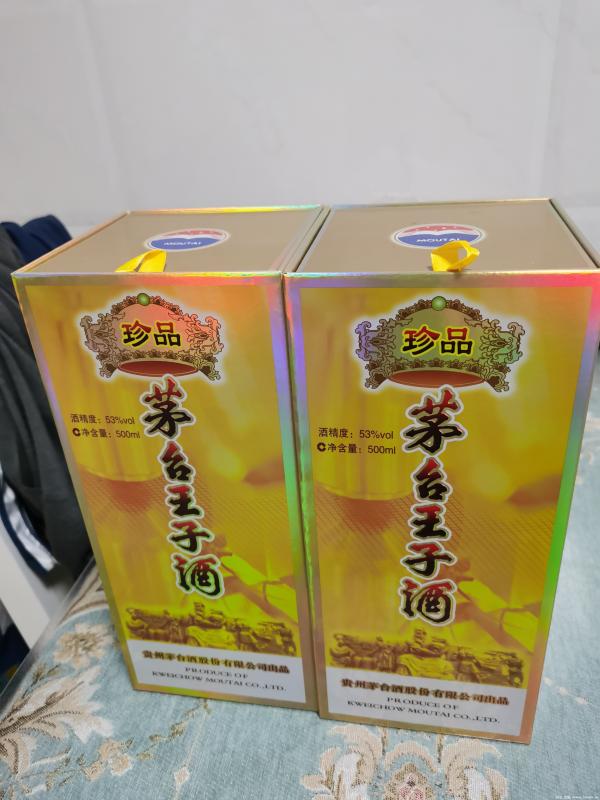 MOUTAI
珍品
酒精度：53%vol
净含量：500ml
茅台王子酒
贵州茅台酒股份有限公司出品
PRODUCE OF
KWEICHOW MOUTAI CO.,LTD.
MOUTAI
珍品
酒精度：53%vol
净含量：500ml
茅台王子酒
贵州茅台酒股份有限公司出品
PRODUCE OF
KWEICHOW MOUTAI CO.,LTD.